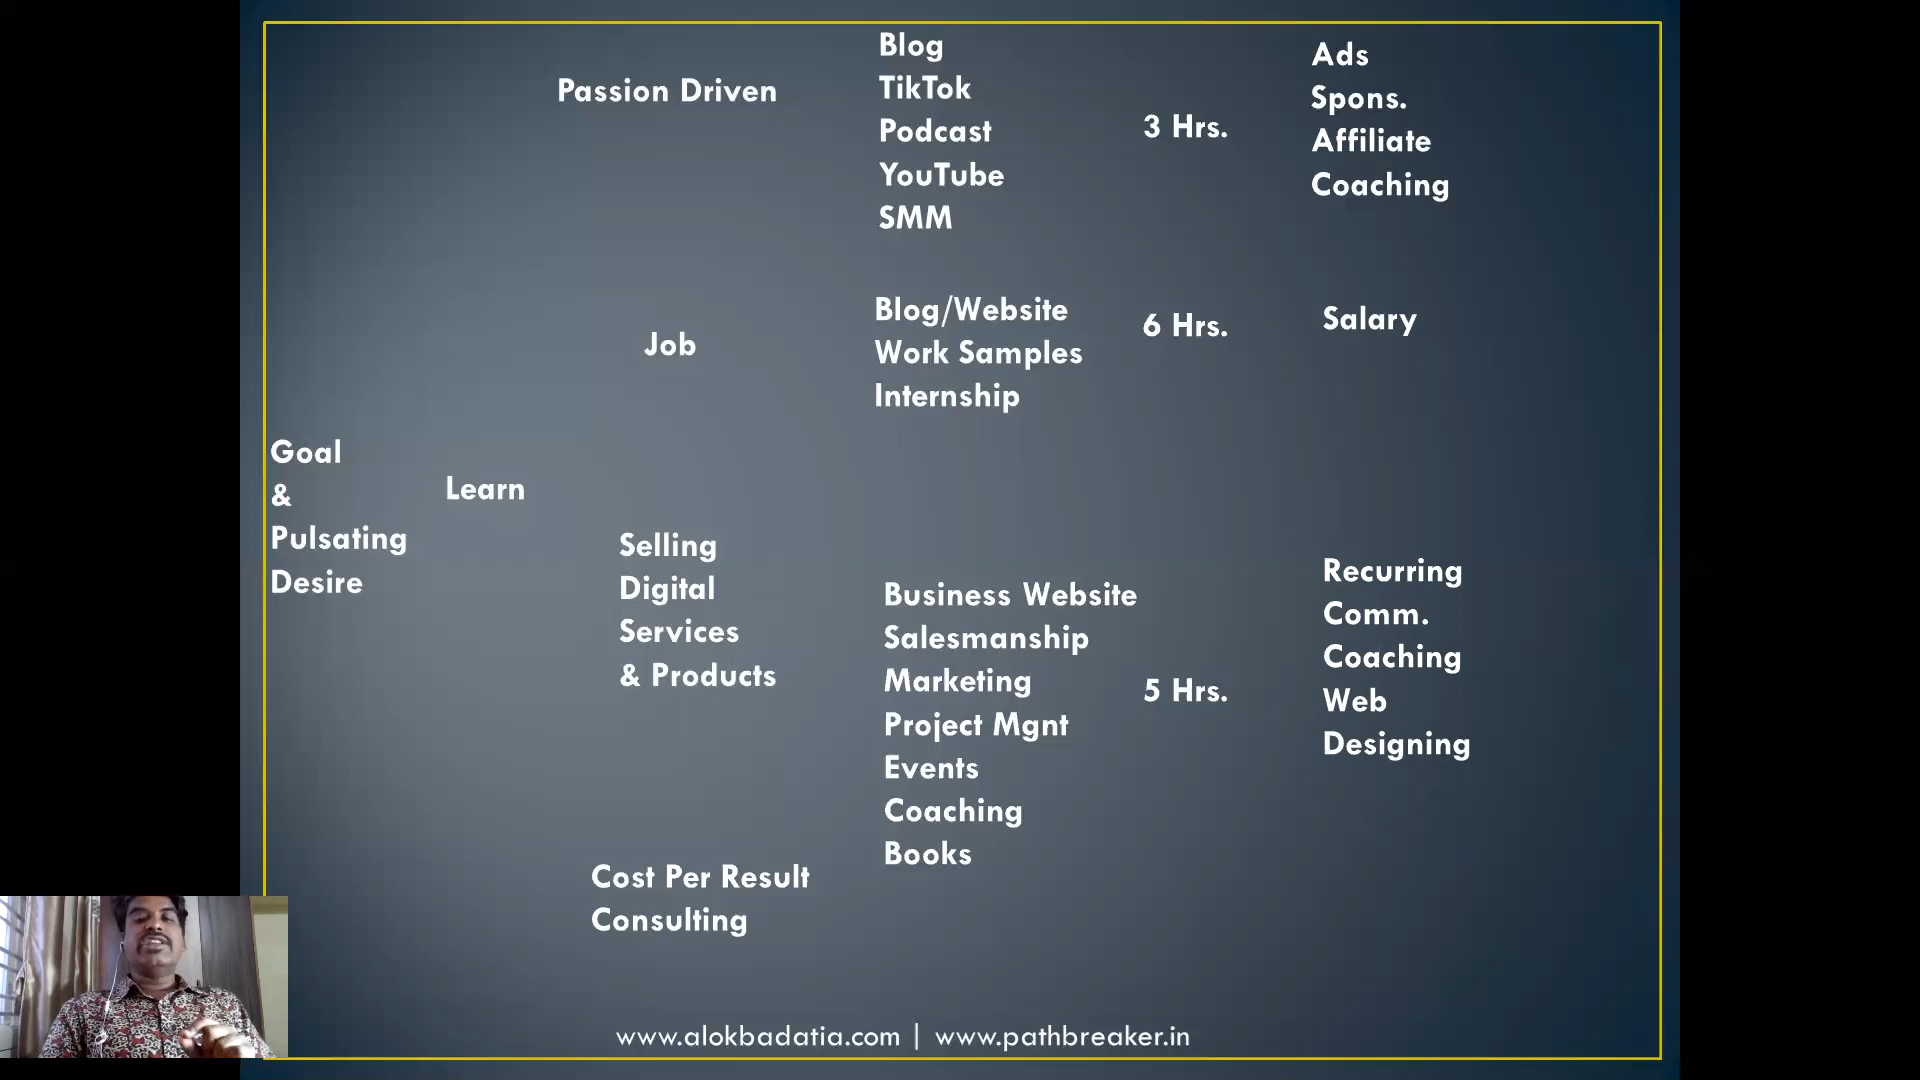 Passion Driven
Blog
TikTok
Podcast
YouTube
SMM
3 Hrs.
Ads
Spons.
Affiliate
Coaching
Job
Blog/Website
Work Samples
Internship
6 Hrs.
Salary
Goal
&
Pulsating
Desire
Learn
Selling
Digital
Services
& Products
Business Website
Salesmanship
Marketing
Project Mgnt
Events
Coaching
Books
5 Hrs.
Recurring
Comm.
Coaching
Web
Designing
Cost Per Result
Consulting
www.alokbadatia.com | www.pathbreaker.in